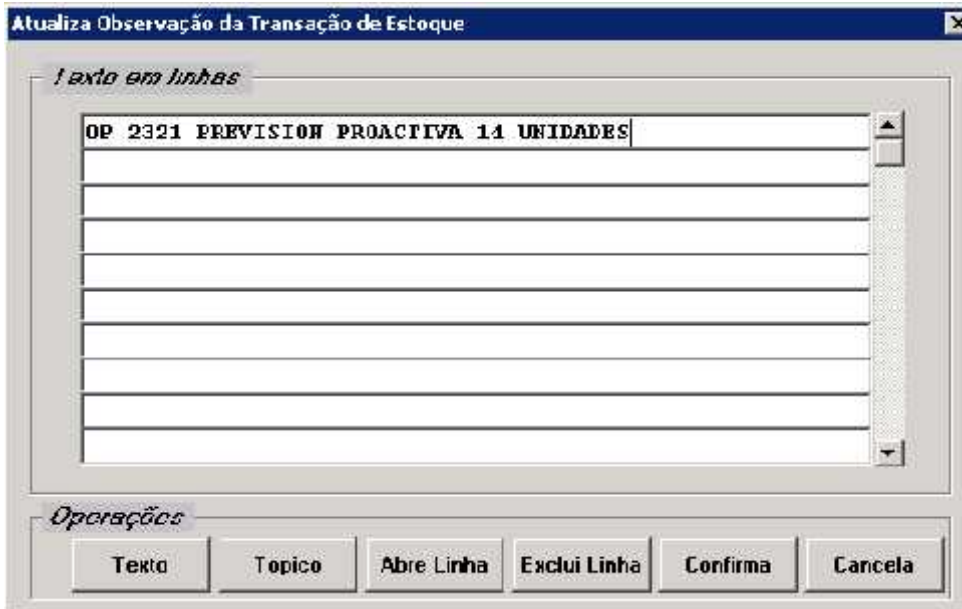 Atualiza Observação da Transação de Estoque
Texto em linhas
OP 2321 PREVISION PROACTIVA 14 UNIDADES
Operações
Texto Topico Abre Linha Exclui Linha Confirma Cancela